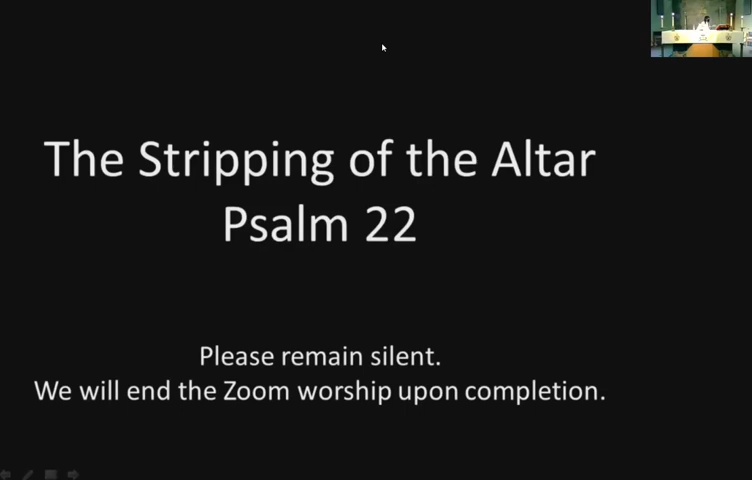 The Stripping of the Altar
Psalm 22
Please remain silent.
We will end the Zoom worship upon completion.